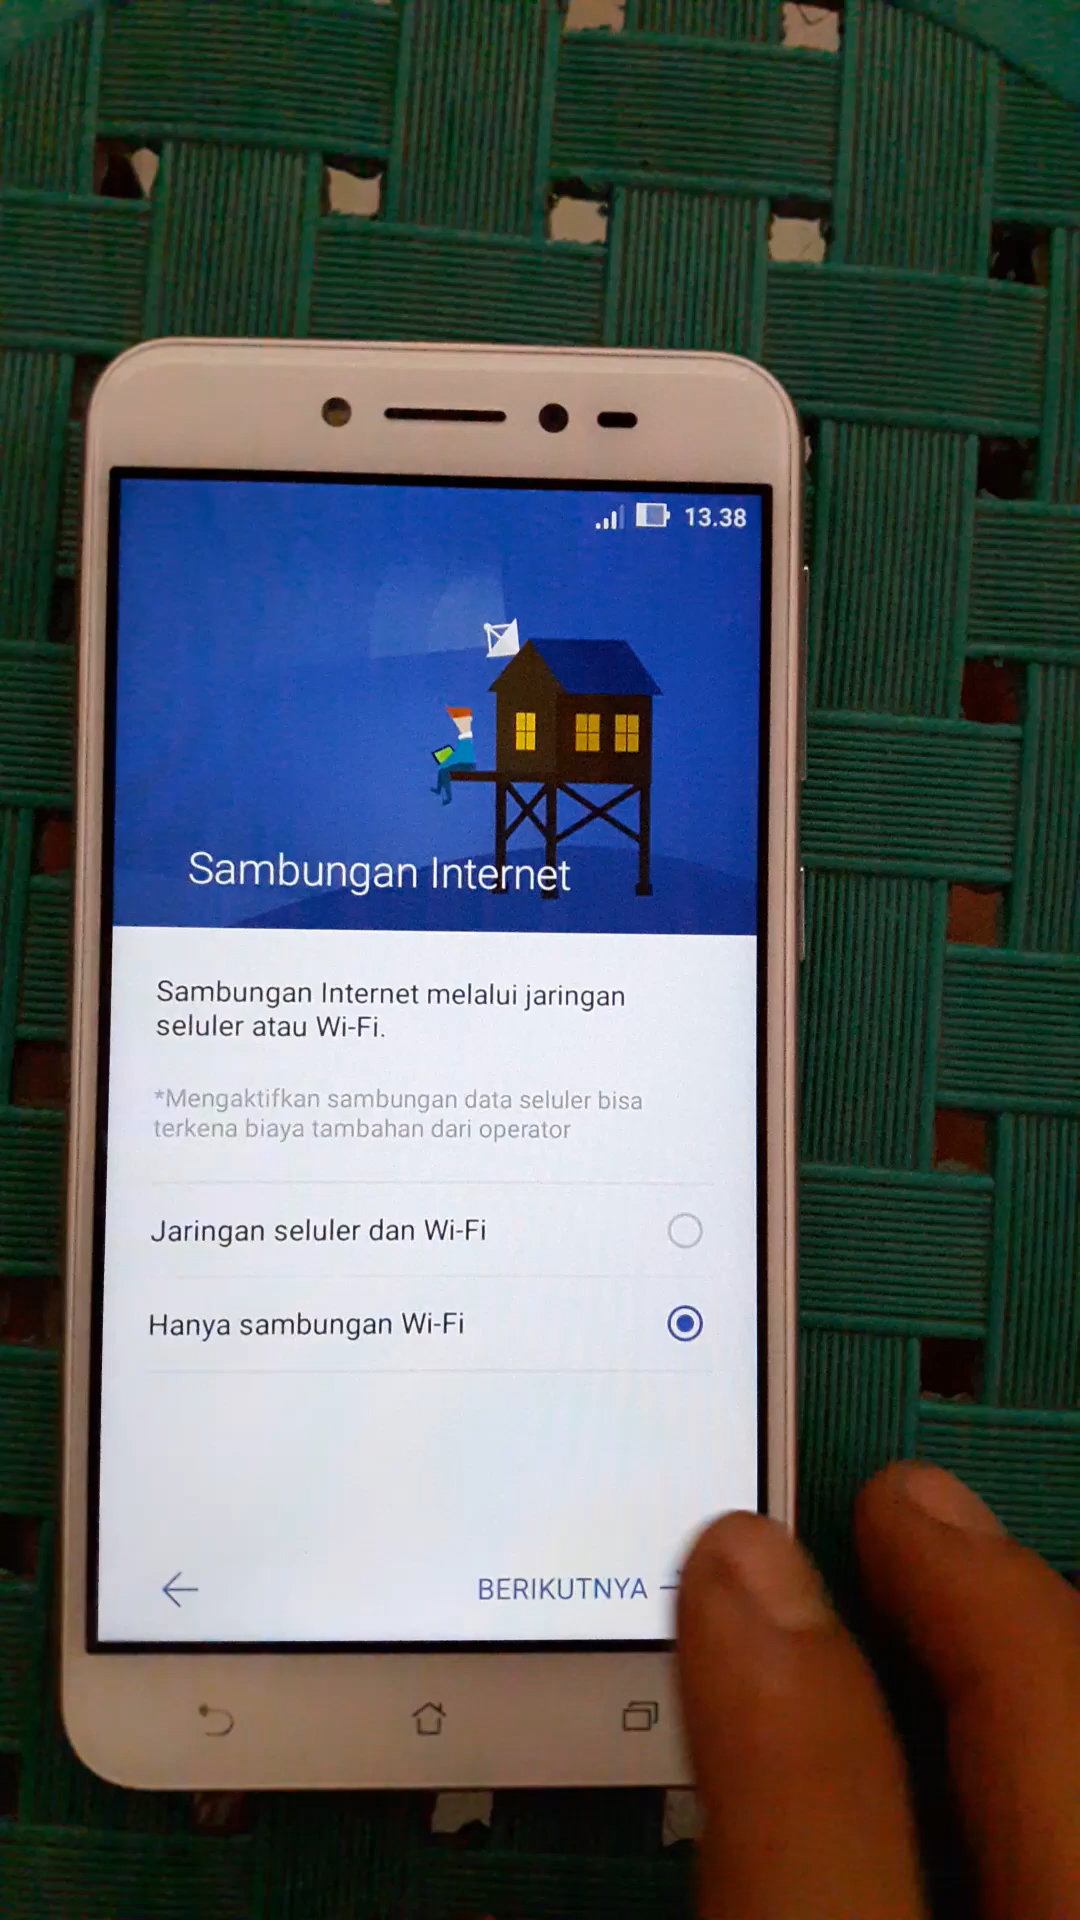 13.38
Sambungan Internet
Sambungan Internet melalui jaringan
seluler atau Wi-Fi.
*Mengaktifkan sambungan data seluler bisa
terkena biaya tambahan dari operator
Jaringan seluler dan Wi-Fi
Hanya sambungan Wi-Fi
BERIKUTNYA